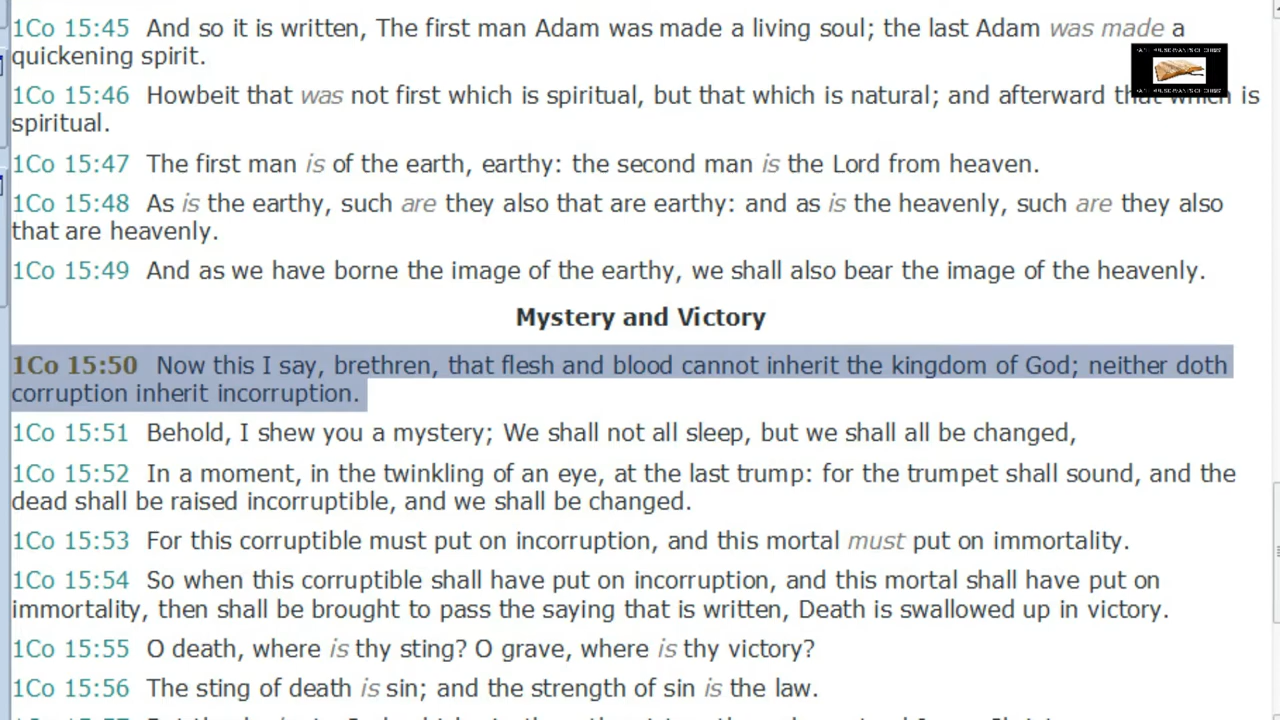 1Co 15:45 And so it is written, The first man Adam was made a living soul; the last Adam was made a
quickening spirit.
1Co 15:46 Howbeit that was not first which is spiritual, but that which is natural; and afterward that which is
spiritual.
1Co 15:47 The first man is of the earth, earthy: the second man is the Lord from heaven.
1Co 15:48 As is the earthy, such are they also that are earthy: and as is the heavenly, such are they also
that are heavenly.
1Co 15:49 And as we have borne the image of the earthy, we shall also bear the image of the heavenly.
Mystery and Victory
1Co 15:50 Now this I say, brethren, that flesh and blood cannot inherit the kingdom of God; neither doth
corruption inherit incorruption.
1Co 15:51 Behold, I shew you a mystery; We shall not all sleep, but we shall all be changed,
1Co 15:52 In a moment, in the twinkling of an eye, at the last trump: for the trumpet shall sound, and the
dead shall be raised incorruptible, and we shall be changed.
1Co 15:53 For this corruptible must put on incorruption, and this mortal must put on immortality.
1Co 15:54 So when this corruptible shall have put on incorruption, and this mortal shall have put on
immortality, then shall be brought to pass the saying that is written, Death is swallowed up in victory.
1Co 15:55 O death, where is thy sting? O grave, where is thy victory?
1Co 15:56 The sting of death is sin; and the strength of sin is the law.